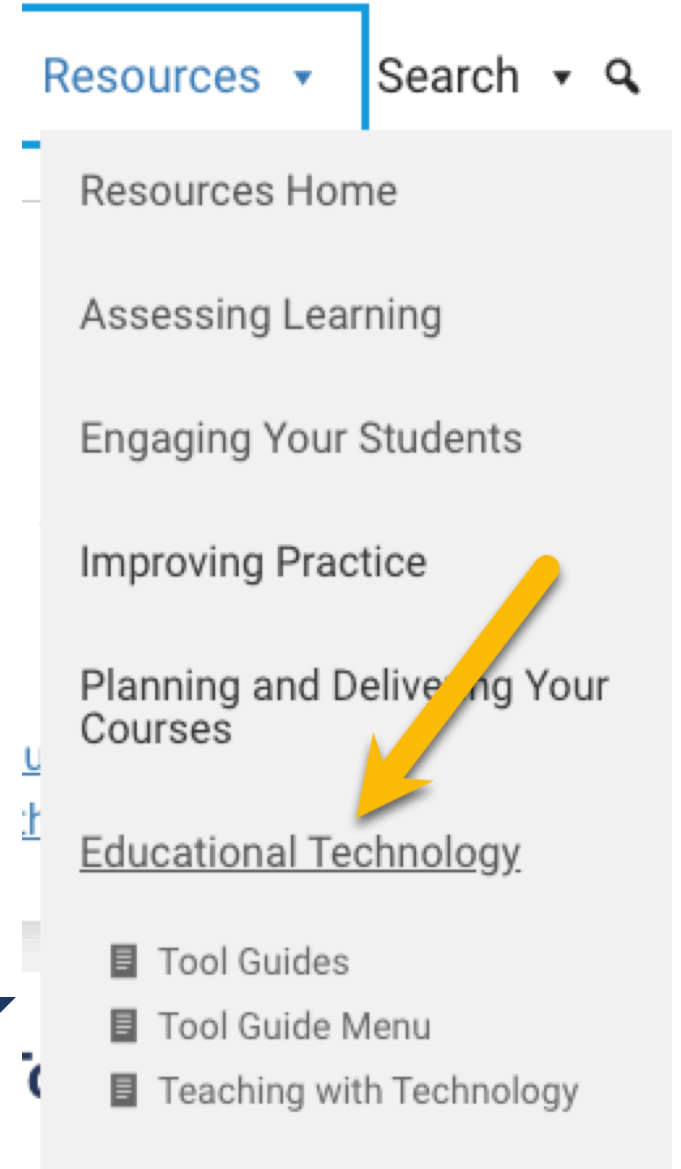 Resources Search
Resources Home
Assessing Learning
Engaging Your Students
Improving Practice
Planning and Delivering Your
Courses
Educational Technology
Tool Guides
Tool Guide Menu
Teaching with Technology